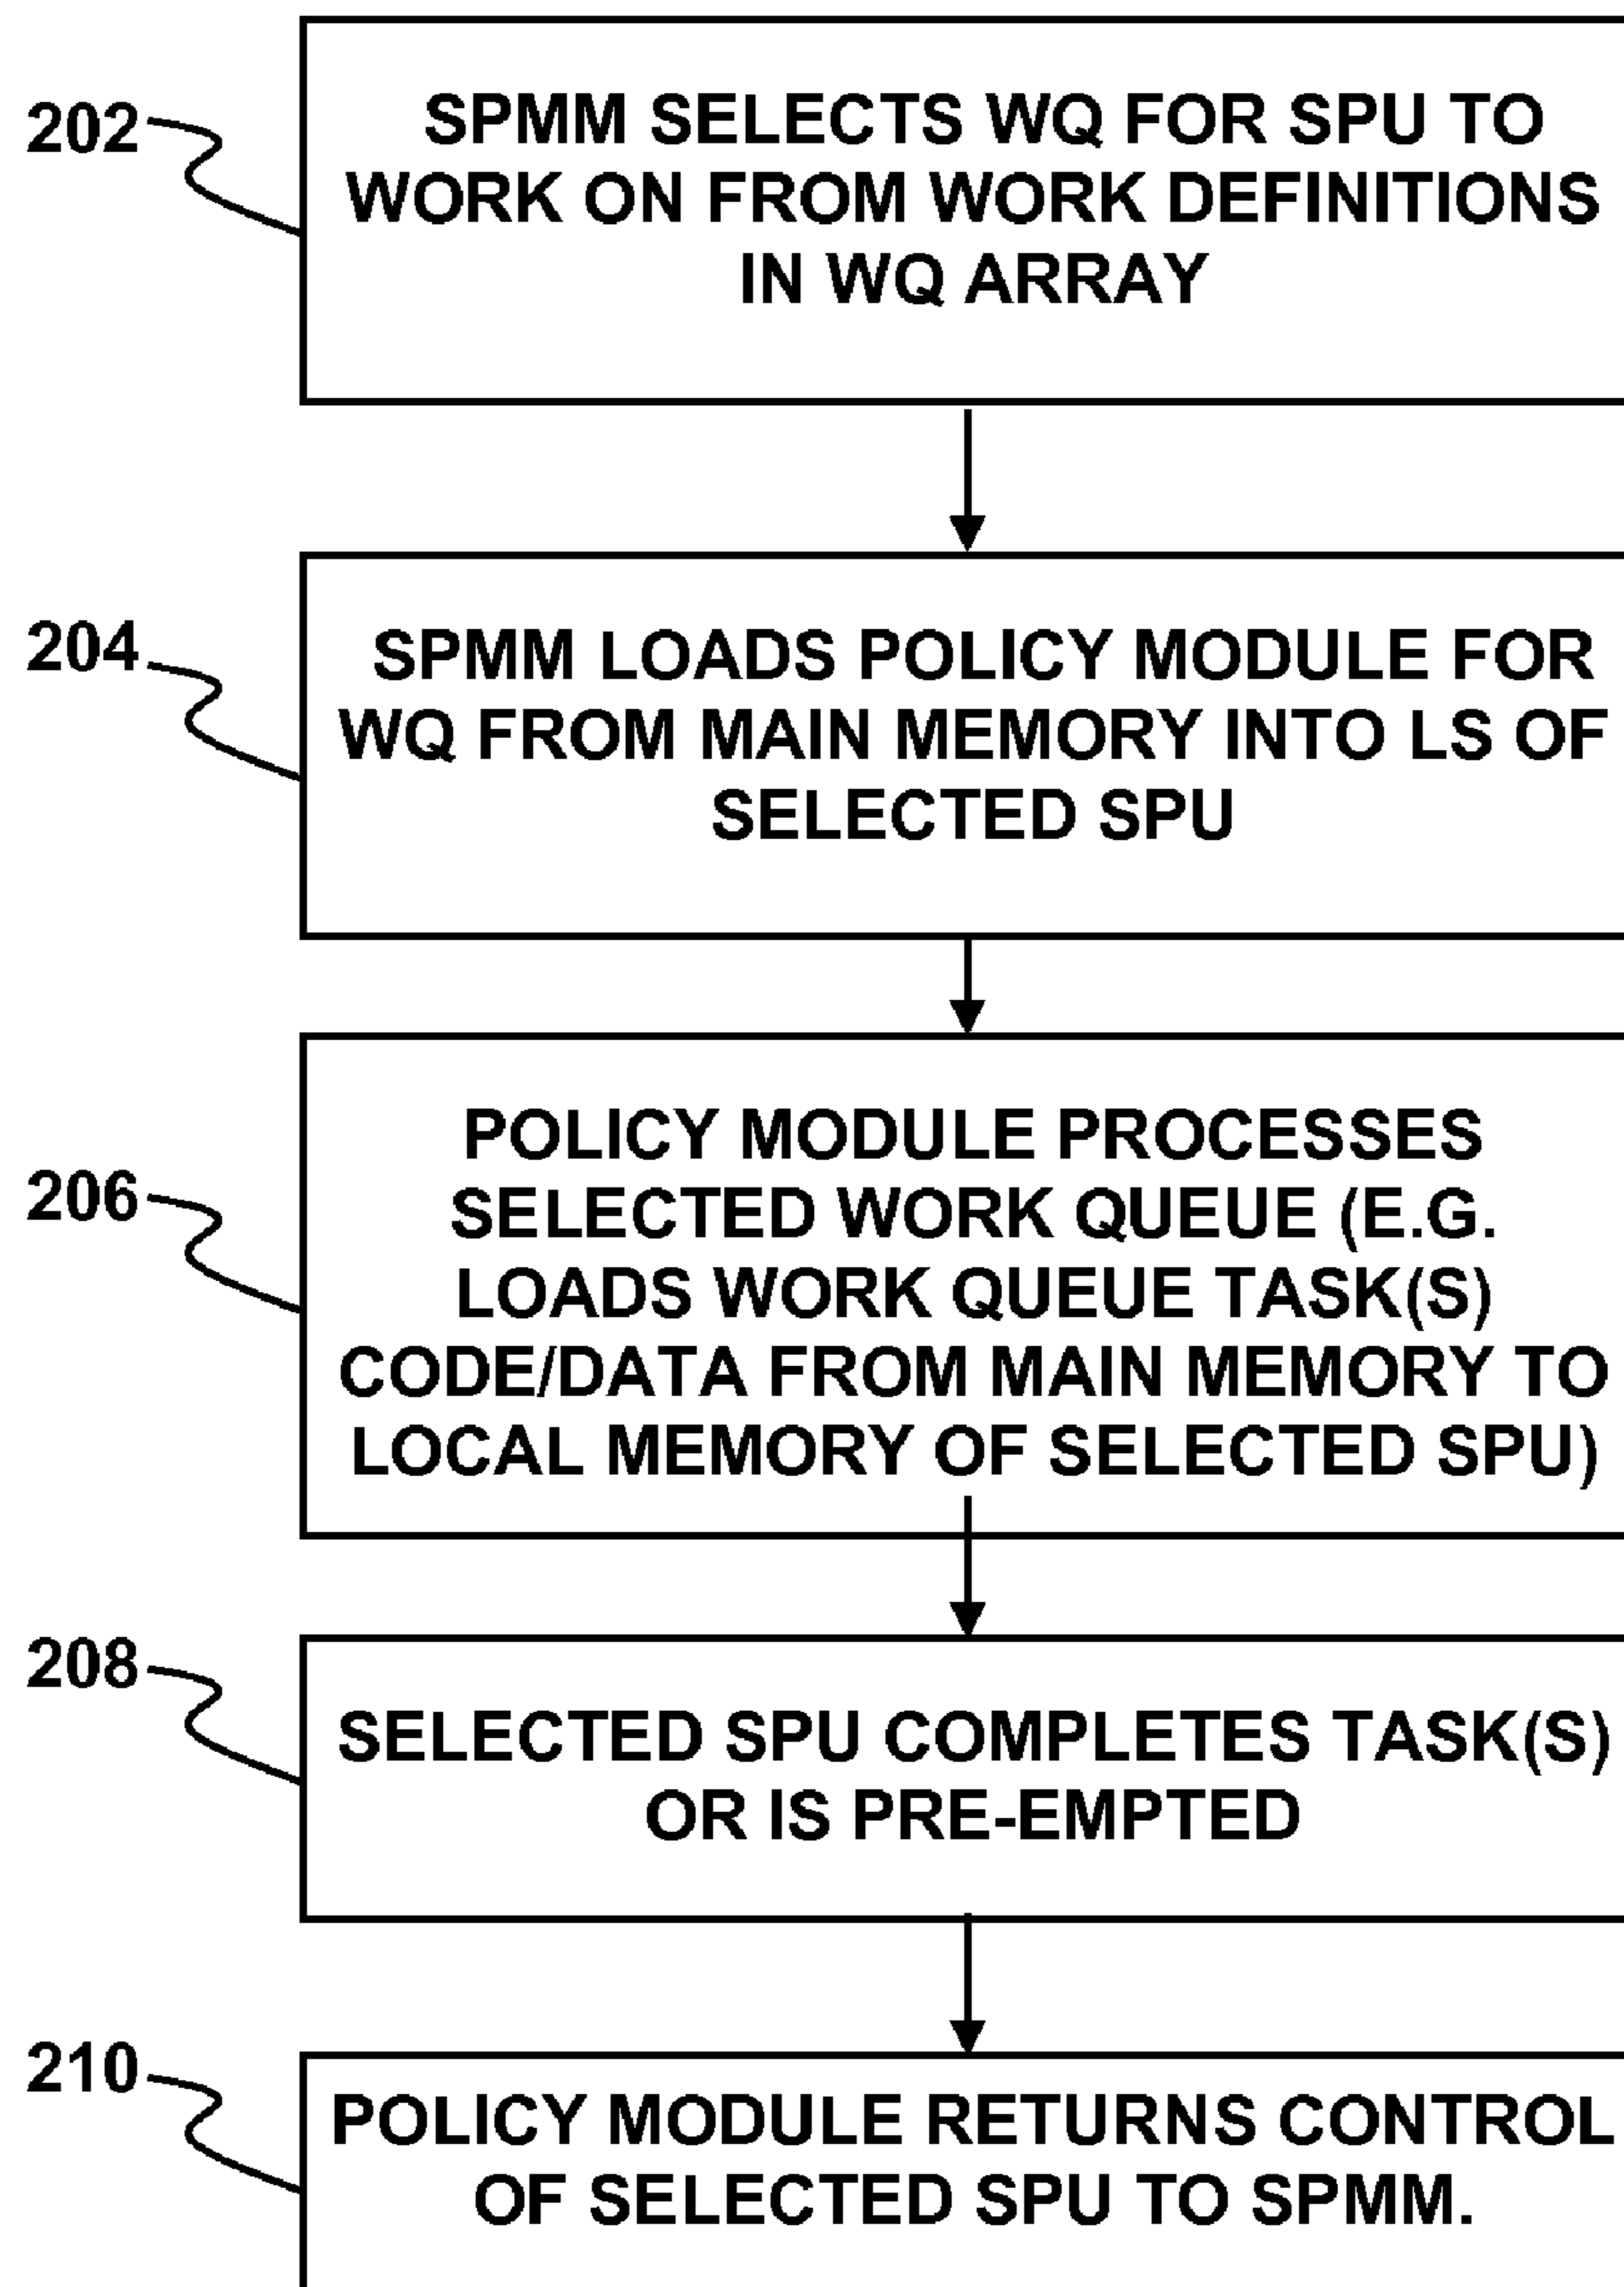 202
SPMM SELECTS WQ FOR SPU TO
WORK ON FROM WORK DEFINITIONS
IN WQ ARRAY
204
SPMM LOADS POLICY MODULE FOR
WQ FROM MAIN MEMORY INTO LS OF
SELECTED SPU
206
POLICY MODULE PROCESSES
SELECTED WORK QUEUE (E.G.
LOADS WORK QUEUE TASK(S)
CODE/DATA FROM MAIN MEMORY TO
LOCAL MEMORY OF SELECTED SPU)
208
SELECTED SPU COMPLETES TASK(S)
OR IS PRE-EMPTED
210
POLICY MODULE RETURNS CONTROL
OF SELECTED SPU TO SPMM.